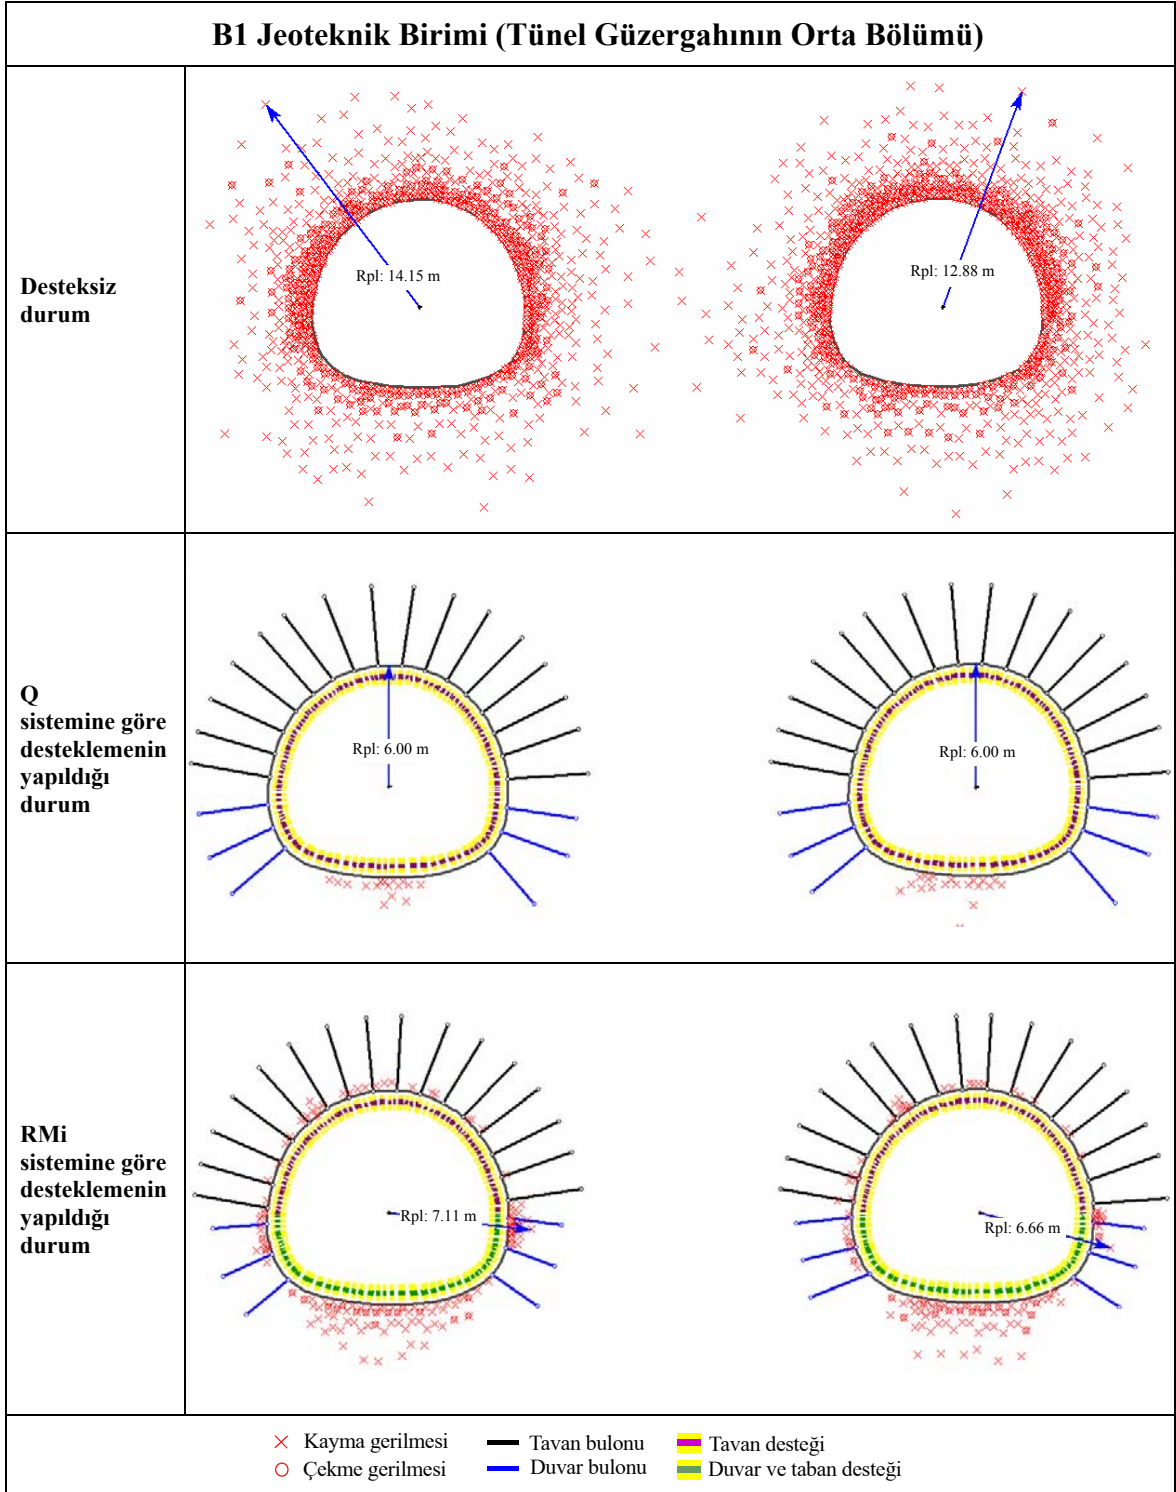 B1 Jeoteknik Birimi (Tünel Güzergahının Orta Bölümü)
Desteksiz
durum
Rpl: 14.15 m
Rpl: 12.88 m
Q
sistemine göre
desteklemenin
yapıldığı
durum
Rpl: 6.00 m
Rpl: 6.00 m
RMi
sistemine göre
desteklemenin
yapıldığı
durum
Rpl: 7.11 m
Rpl: 6.66 m
Kayma gerilmesi
Tavan bulonu
Tavan desteği
Çekme gerilmesi
Duvar bulonu
Duvar ve taban desteği